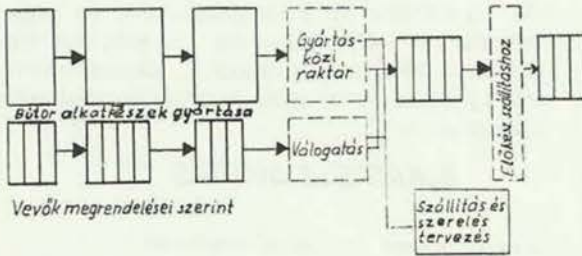 Gyártás-
közi
raktár
Bútor alkatrészek gyártása
Válogatás
Vevők megrendelései szerint
Előkész szállításhoz
Szállítás és
szerelés
tervezés